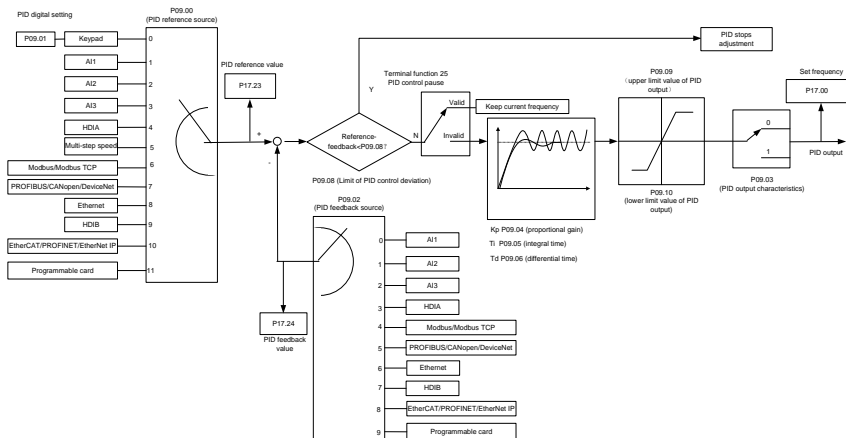 PID digital setting
P09.00
(PID reference source)
P09.01
Keypad
0
AI1
1
AI2
2
AI3
3
HDIA
4
Multi-step speed
5
Modbus/Modbus TCP
6
PROFIBUS/CANopen/DeviceNet
7
Ethernet
8
HDIB
9
EtherCAT/PROFINET/EtherNet IP
10
Programmable card
11
PID reference value
P17.23
+
-
P17.24
PID feedback
value
Reference-
feedback<P09.08?
Y
N
P09.08 (Limit of PID control deviation)
PID stops
adjustment
Terminal function 25
PID control pause
Valid
Invalid
Keep current frequency
Kp P09.04 (proportional gain)
Ti P09.05 (integral time)
Td P09.06 (differential time)
P09.09
（upper limit value of PID
output）
P09.10
(lower limit value of PID
output)
0
1
P09.03
(PID output characteristics)
Set frequency
P17.00
PID output
P09.02
(PID feedback source)
0
AI1
1
AI2
2
AI3
3
HDIA
4
Modbus/Modbus TCP
5
PROFIBUS/CANopen/DeviceNet
6
Ethernet
7
HDIB
8
EtherCAT/PROFINET/EtherNet IP
9
Programmable card